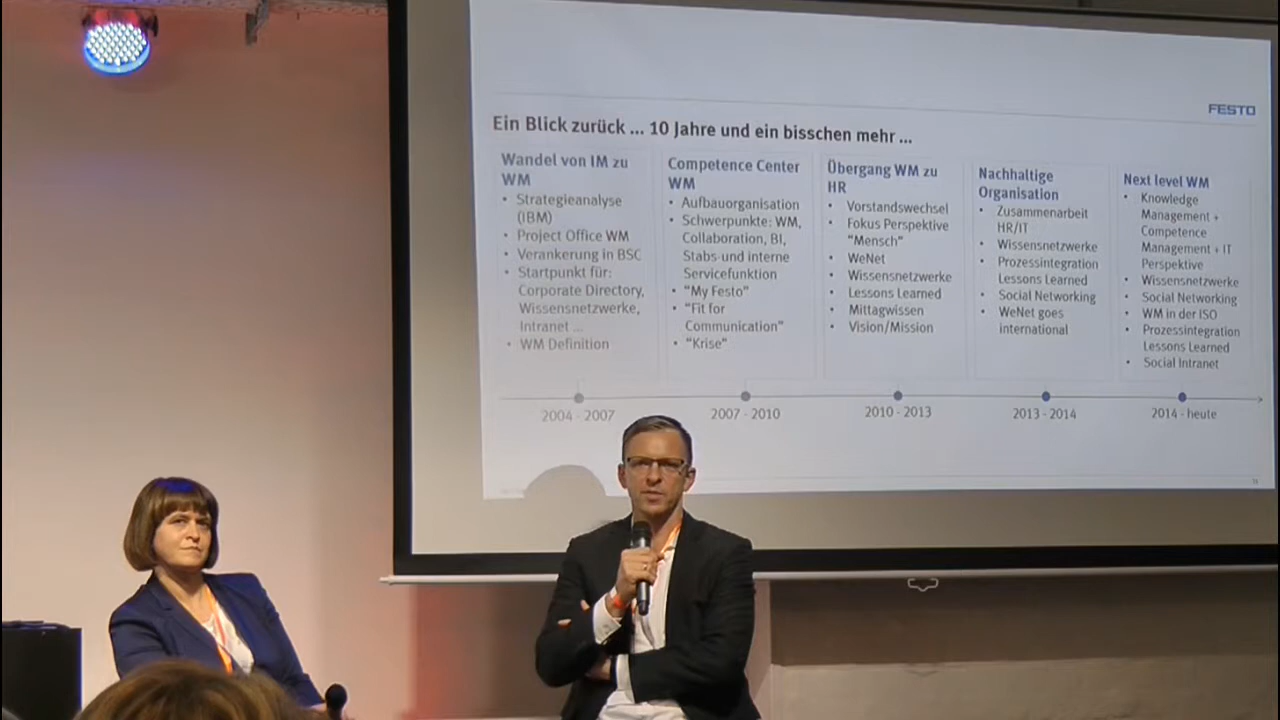 FESTO
Ein Blick zurück ... 10 Jahre und ein bisschen mehr ...
Wandel von IM zu
WM
• Strategieanalyse
(IBM)
• Project Office WM
• Verankerung in BSC
• Startpunkt für:
Corporate Directory,
Wissensnetzwerke,
Intranet ...
• WM Definition
2004 - 2007
Competence Center
WM
• Aufbauorganisation
• Schwerpunkte: WM,
Collaboration, BI,
Stabs-und interne
Servicefunktion
• "My Festo"
• "Fit for
Communication"
• "Krise"
2007 - 2010
Übergang WM zu
HR
• Vorstandswechsel
• Fokus Perspektive
"Mensch"
• WeNet
• Wissensnetzwerke
• Lessons Learned
• Mittagwissen
• Vision/Mission
2010 - 2013
Nachhaltige
Organisation
• Zusammenarbeit
HR/IT
• Wissensnetzwerke
• Prozessintegration
Lessons Learned
• Social Networking
• WeNet goes
international
2013 - 2014
Next level WM
• Knowledge
Management +
Competence
Management + IT
Perspektive
• Wissensnetzwerke
• Social Networking
• WM in der ISO
• Prozessintegration
Lessons Learned
• Social Intranet
2014 - heute